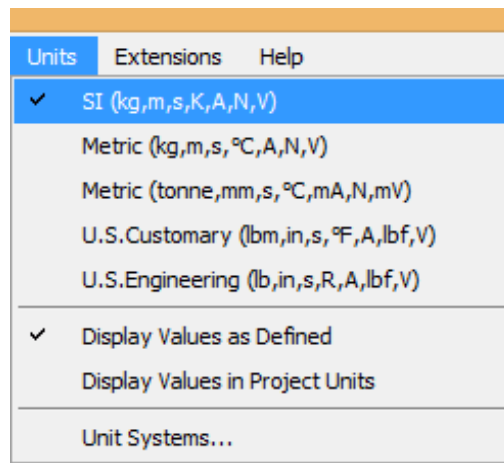 Units Extensions Help
✓ SI (kg,m,s,K,A,N,V)
Metric (kg,m,s,°C,A,N,V)
Metric (tonne,mm,s,°C,mA,N,mV)
U.S.Customary (lbm,in,s,°F,A,lbf,V)
U.S.Engineering (lb,in,s,R,A,lbf,V)
✓ Display Values as Defined
Display Values in Project Units
Unit Systems...